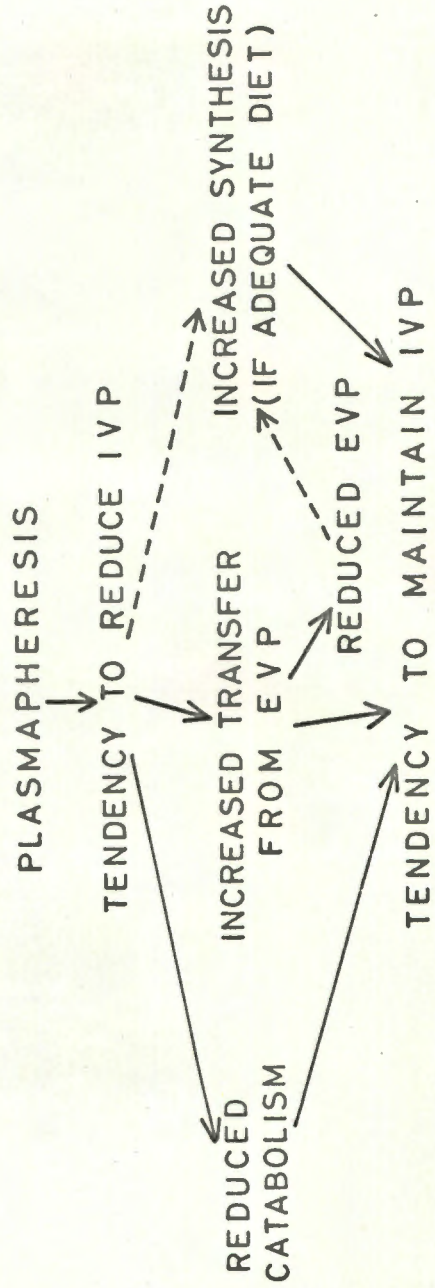 PLASMAPHERESIS
TENDENCY TO REDUCE IVP
REDUCED
CATABOLISM
INCREASED TRANSFER
FROM EVP
INCREASED SYNTHESIS
(IF ADEQUATE DIET)
REDUCED EVP
TENDENCY TO MAINTAIN IVP